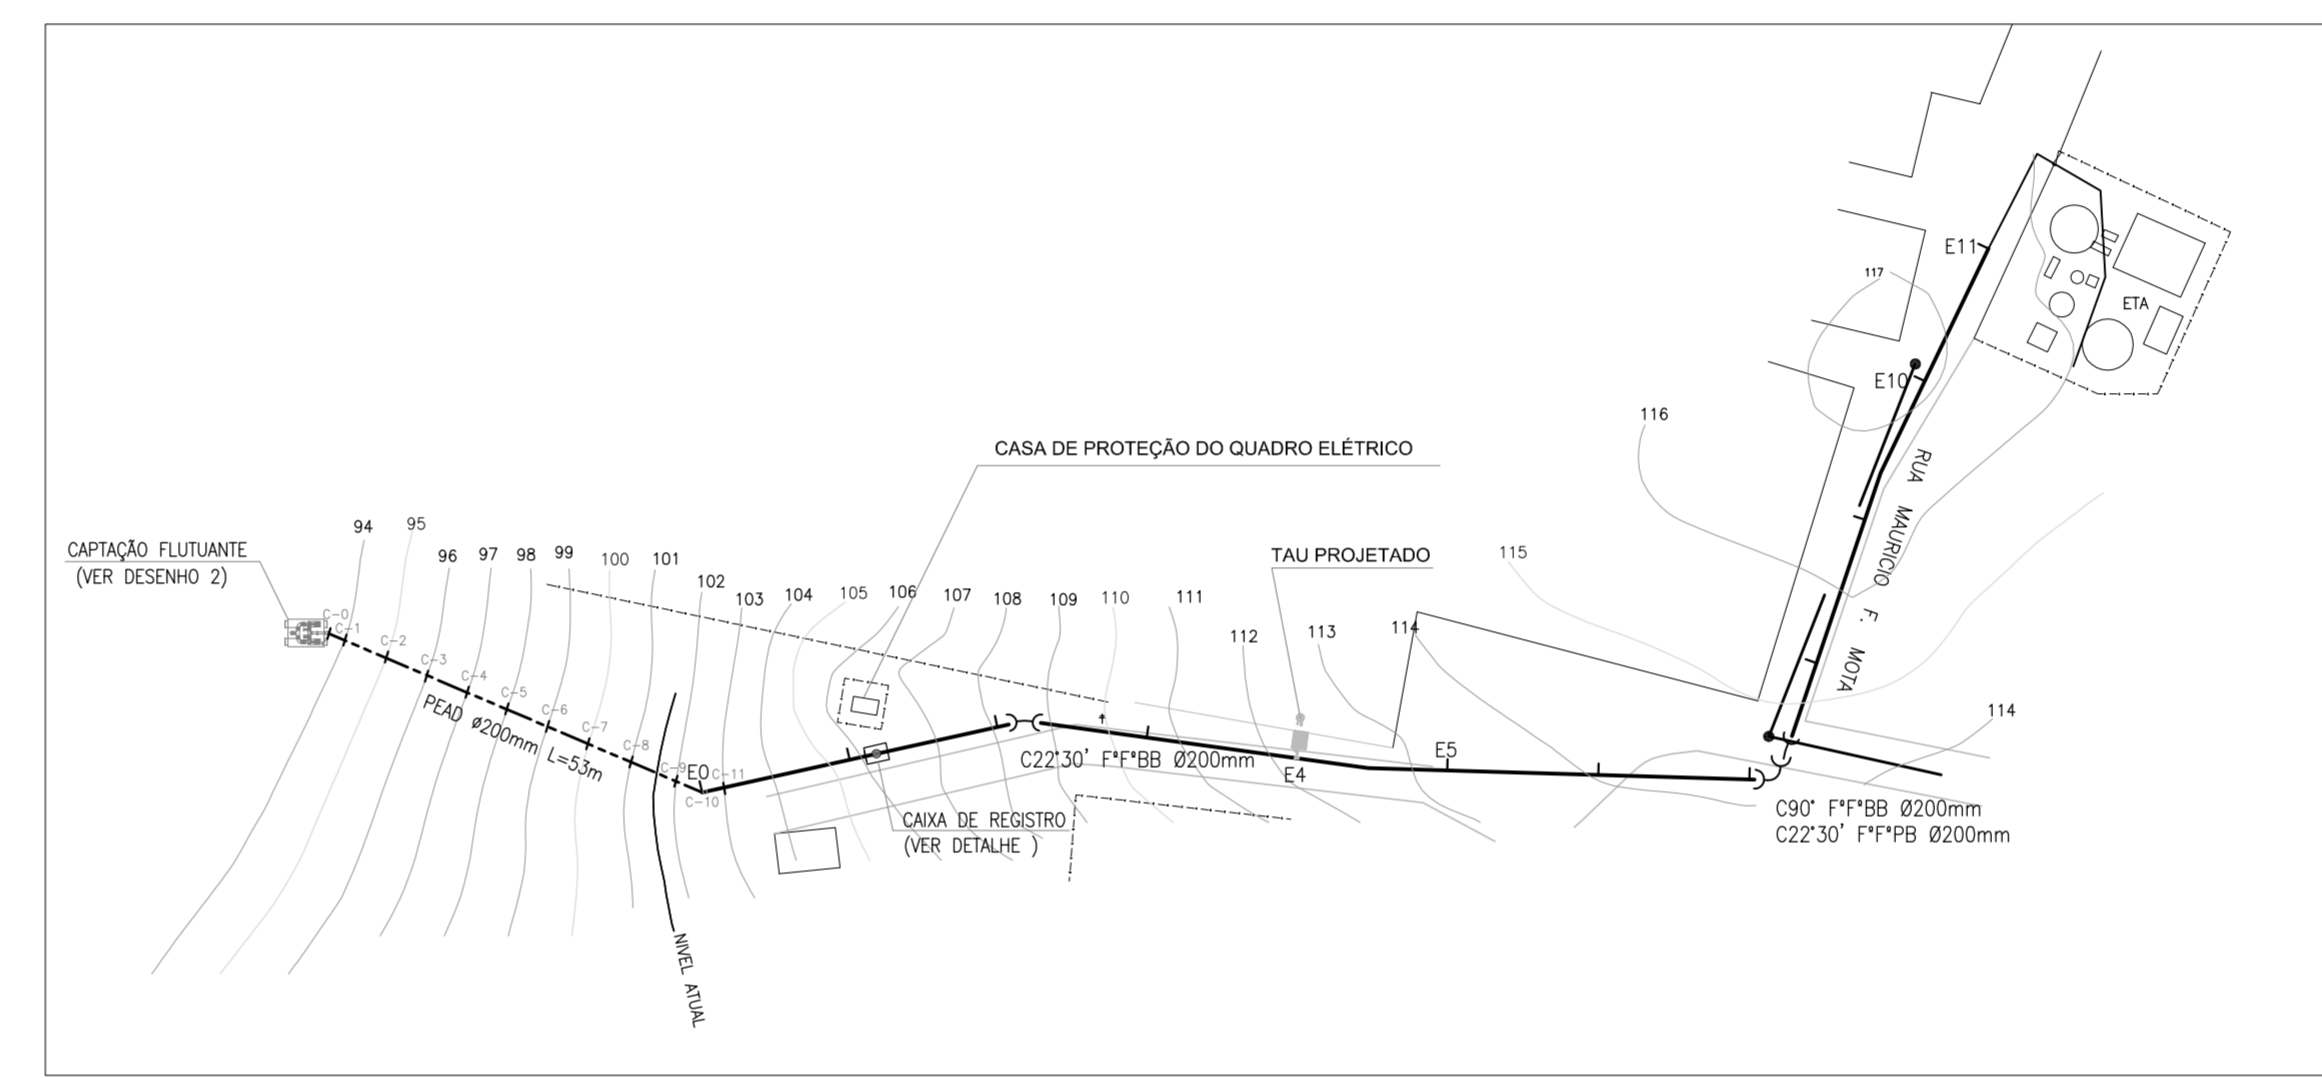 E11
117
ETA
E10
116
CASA DE PROTEÇÃO DO QUADRO ELÉTRICO
RUA MAURICIO F. MOTA
94
95
96
97
98
99
100
101
102
103
104
105
106
107
108
109
110
111
112
113
114
115
TAU PROJETADO
CAPTAÇÃO FLUTUANTE
(VER DESENHO 2)
C-0
C-1
C-2
C-3
C-4
C-5
C-6
C-7
C-8
C-9
E0
C-11
C-10
PEAD ø200mm L=53m
C22°30' F°F°BB Ø200mm
E4
E5
114
C90° F°F°BB Ø200mm
C22°30' F°F°PB Ø200mm
CAIXA DE REGISTRO
(VER DETALHE )
NIVEL ATUAL